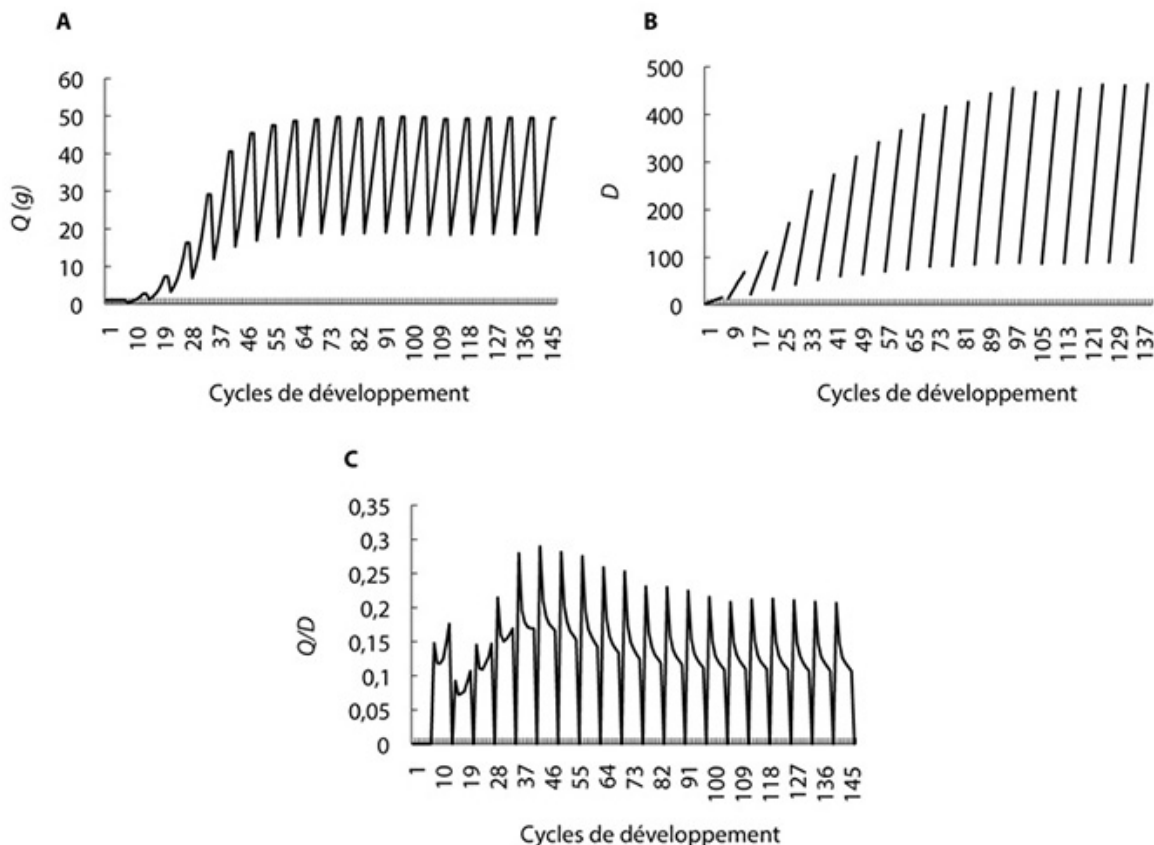 A
Q (g)
60
50
40
30
20
10
0
1 10 19 28 37 46 55 64 73 82 91 100 109 118 127 136 145
Cycles de développement
B
D
500
400
300
200
100
0
1 9 17 25 33 41 49 57 65 73 81 89 97 105 113 121 129 137
Cycles de développement
C
Q/D
0,35
0,3
0,25
0,2
0,15
0,1
0,05
0
1 10 19 28 37 46 55 64 73 82 91 100 109 118 127 136 145
Cycles de développement